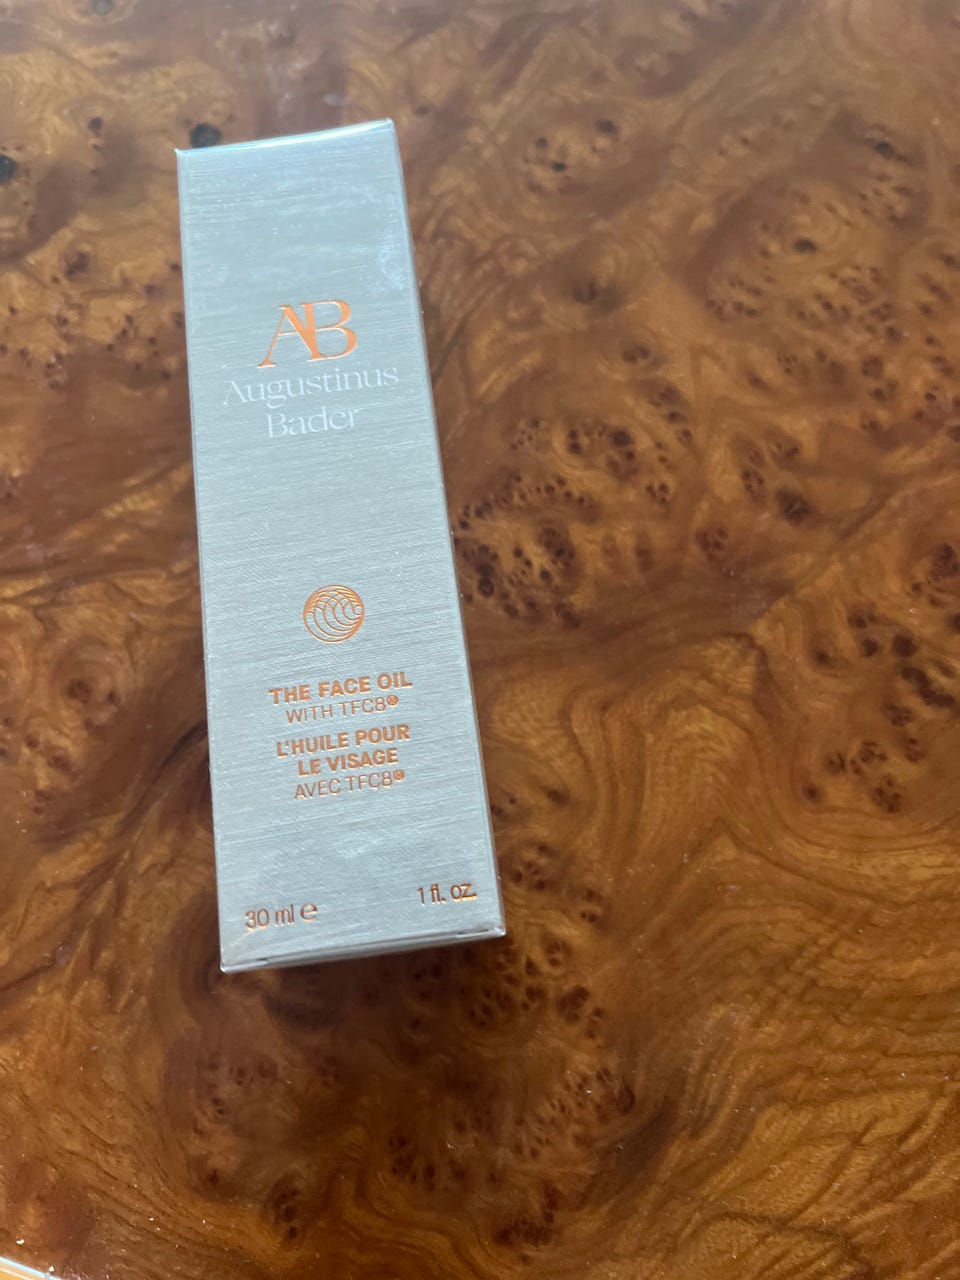 AB
Augustinus
Bader
THE FACE OIL
WITH TFC8®
L'HUILE POUR
LE VISAGE
AVEC TFC8®
30 ml ℮
1 fl. oz.